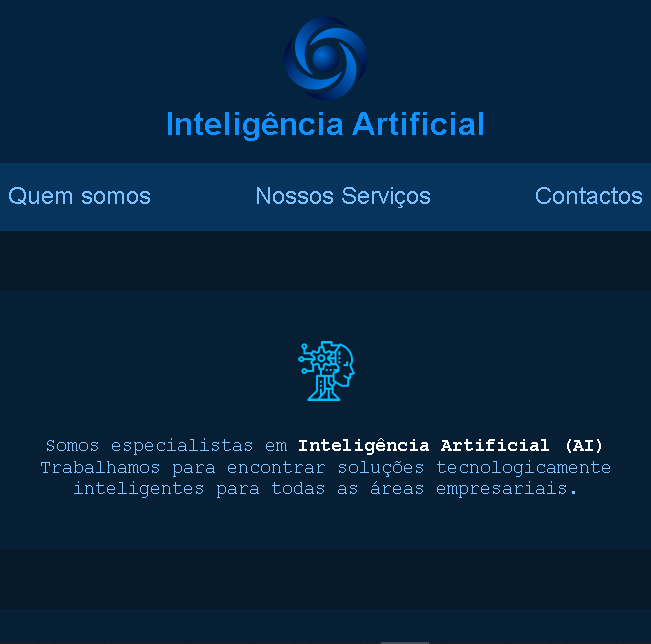 Inteligência Artificial
Quem somos Nossos Serviços Contactos
Somos especialistas em Inteligência Artificial (AI)
Trabalhamos para encontrar soluções tecnologicamente
inteligentes para todas as áreas empresariais.